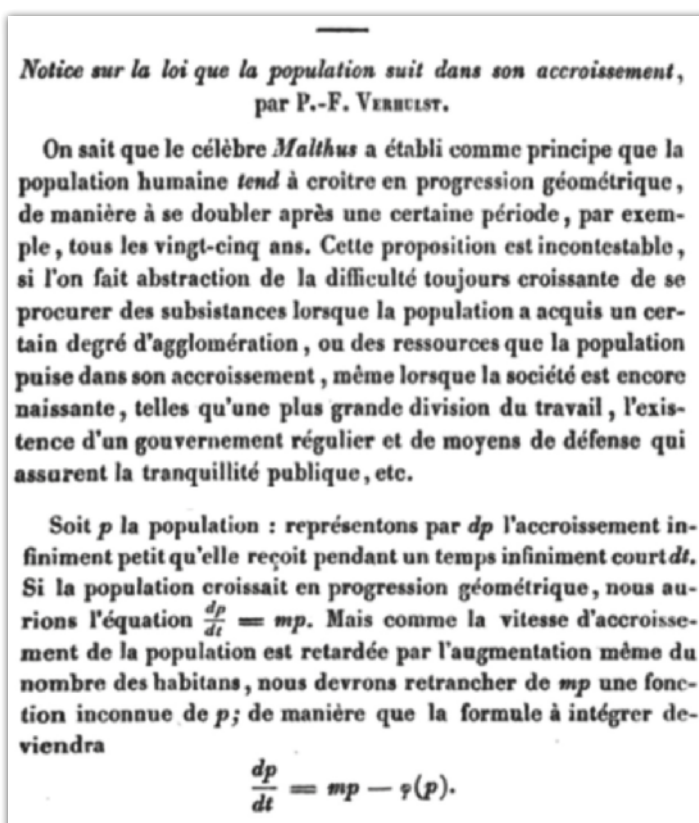 Notice sur la loi que la population suit dans son accroissement,
par P.-F. VERHULST.
On sait que le célèbre Malthus a établi comme principe que la
population humaine tend à croître en progression géométrique,
de manière à se doubler après une certaine période, par exem-
ple, tous les vingt-cinq ans. Cette proposition est incontestable,
si l'on fait abstraction de la difficulté toujours croissante de se
procurer des subsistances lorsque la population a acquis un cer-
tain degré d'agglomération, ou des ressources que la population
puise dans son accroissement, même lorsque la société est encore
naissante, telles qu'une plus grande division du travail, l'exis-
tence d'un gouvernement régulier et de moyens de défense qui
assurent la tranquillité publique, etc.
Soit p la population : représentons par dp l'accroissement in-
finiment petit qu'elle reçoit pendant un temps infiniment court dt.
Si la population croissait en progression géométrique, nous au-
rions l'équation dp/dt = mp. Mais comme la vitesse d'accroisse-
ment de la population est retardée par l'augmentation même du
nombre des habitans, nous devrons retrancher de mp une fonc-
tion inconnue de p; de manière que la formule à intégrer de-
viendra
dp/dt = mp — φ(p).